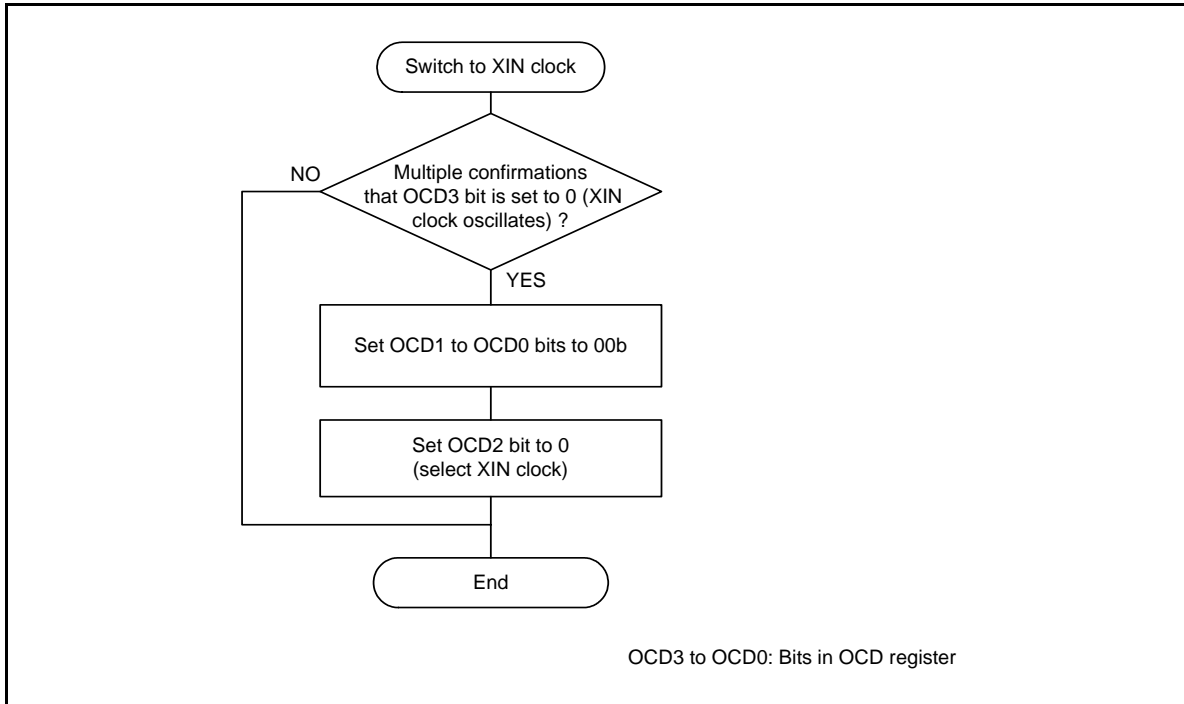 Switch to XIN clock
Multiple confirmations
that OCD3 bit is set to 0 (XIN
clock oscillates) ?
NO
YES
Set OCD1 to OCD0 bits to 00b
Set OCD2 bit to 0
(select XIN clock)
End
OCD3 to OCD0: Bits in OCD register